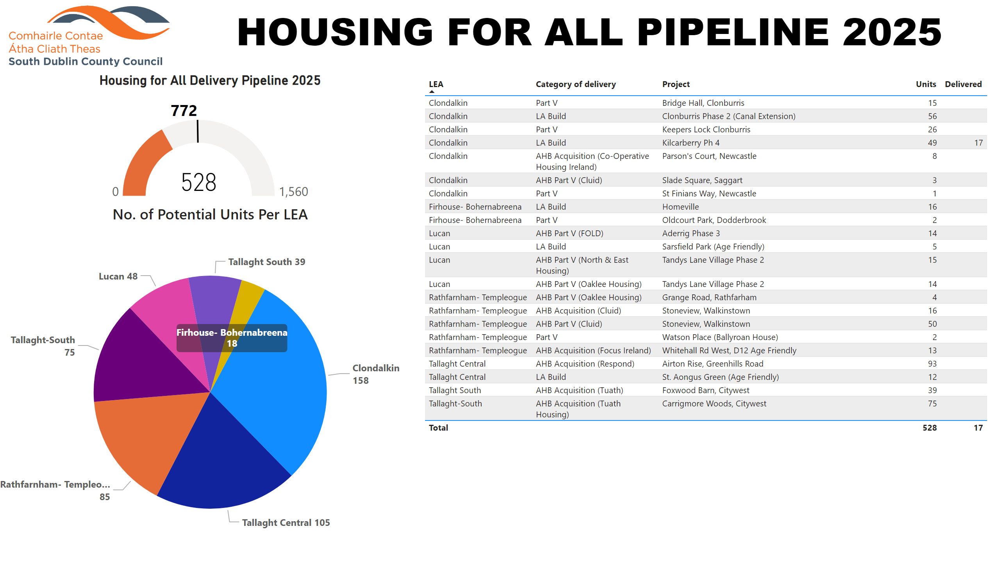 Comhairle Contae
Átha Cliath Theas
South Dublin County Council
HOUSING FOR ALL PIPELINE 2025
Housing for All Delivery Pipeline 2025
772
528
0
1,560
No. of Potential Units Per LEA
Tallaght South 39
Lucan 48
Firhouse- Bohernabreena
18
Tallaght-South
75
Clondalkin
158
Rathfarnham- Templeo...
85
Tallaght Central 105
LEA Category of delivery Project Units Delivered
Clondalkin Part V Bridge Hall, Clonburris 15
Clondalkin LA Build Clonburris Phase 2 (Canal Extension) 56
Clondalkin Part V Keepers Lock Clonburris 26
Clondalkin LA Build Kilcarberry Ph 4 49 17
Clondalkin AHB Acquisition (Co-Operative Parson's Court, Newcastle 8
Housing Ireland)
Clondalkin AHB Part V (Cluid) Slade Square, Saggart 3
Clondalkin Part V St Finians Way, Newcastle 1
Firhouse- Bohernabreena LA Build Homeville 16
Firhouse- Bohernabreena Part V Oldcourt Park, Dodderbrook 2
Lucan AHB Part V (FOLD) Aderrig Phase 3 14
Lucan LA Build Sarsfield Park (Age Friendly) 5
Lucan AHB Part V (North & East Tandys Lane Village Phase 2 15
Housing)
Lucan AHB Part V (Oaklee Housing) Tandys Lane Village Phase 2 14
Rathfarnham- Templeogue AHB Part V (Oaklee Housing) Grange Road, Rathfarham 4
Rathfarnham- Templeogue AHB Acquisition (Cluid) Stoneview, Walkinstown 16
Rathfarnham- Templeogue AHB Part V (Cluid) Stoneview, Walkinstown 50
Rathfarnham- Templeogue Part V Watson Place (Ballyroan House) 2
Rathfarnham- Templeogue AHB Acquisition (Focus Ireland) Whitehall Rd West, D12 Age Friendly 13
Tallaght Central AHB Acquisition (Respond) Airton Rise, Greenhills Road 93
Tallaght Central LA Build St. Aongus Green (Age Friendly) 12
Tallaght South AHB Acquisition (Tuath) Foxwood Barn, Citywest 39
Tallaght-South AHB Acquisition (Tuath Carrigmore Woods, Citywest 75
Housing)
Total 528 17